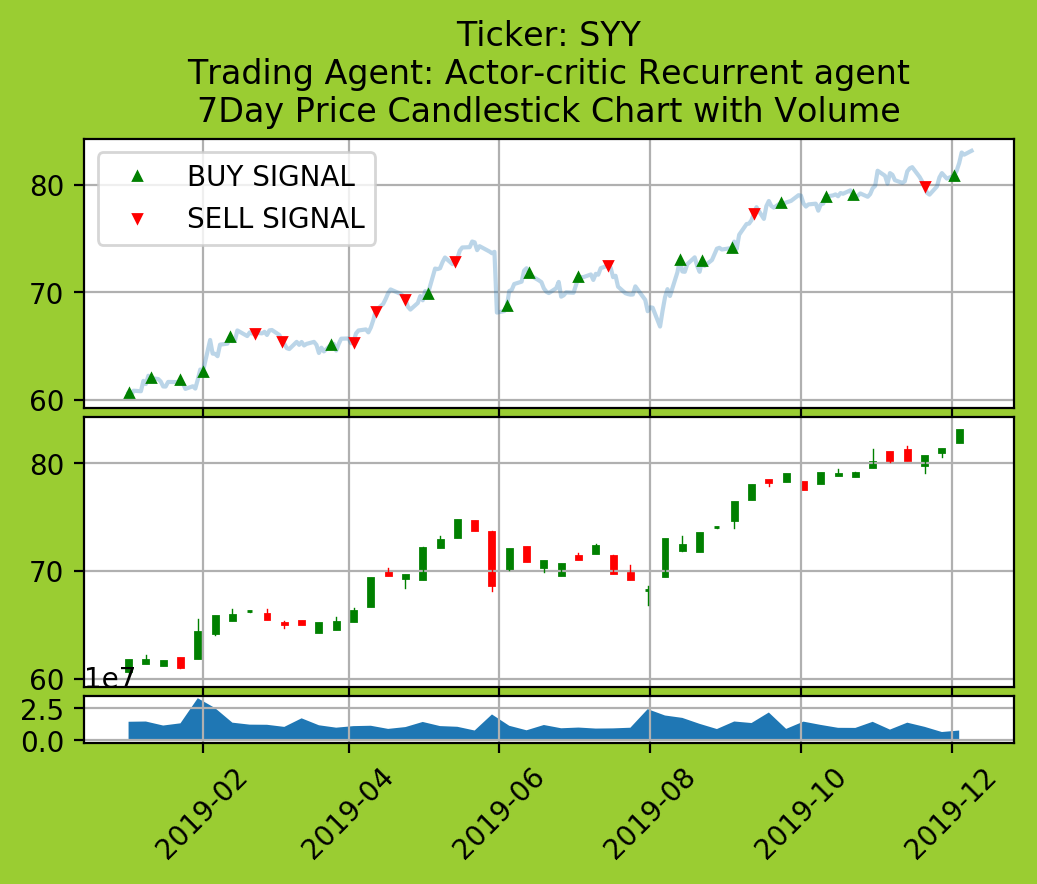 Ticker: SYY
Trading Agent: Actor-critic Recurrent agent
7Day Price Candlestick Chart with Volume
BUY SIGNAL
SELL SIGNAL
80
70
60
80
70
60
1e7
2.5
0.0
2019-02
2019-04
2019-06
2019-08
2019-10
2019-12